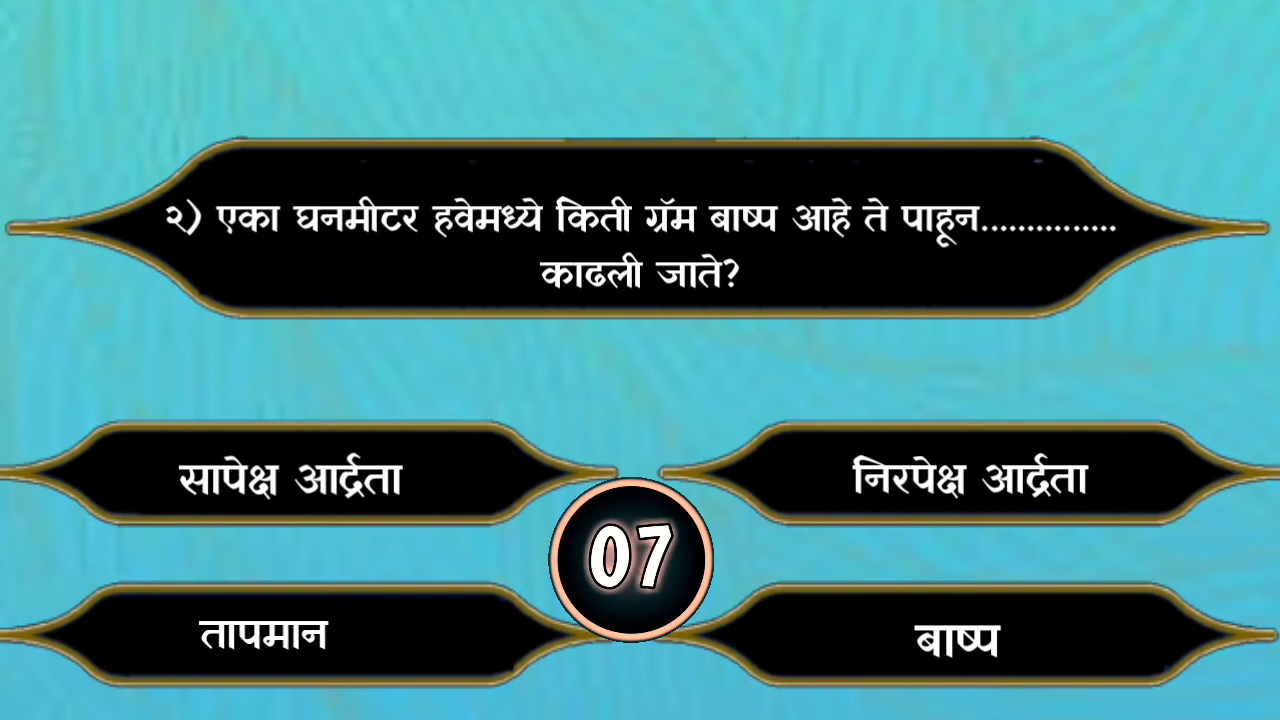 २) एका घनमीटर हवेमध्ये किती ग्रॅम बाष्प आहे ते पाहून...............
काढली जाते?
सापेक्ष आर्द्रता
निरपेक्ष आर्द्रता
07
तापमान
बाष्प